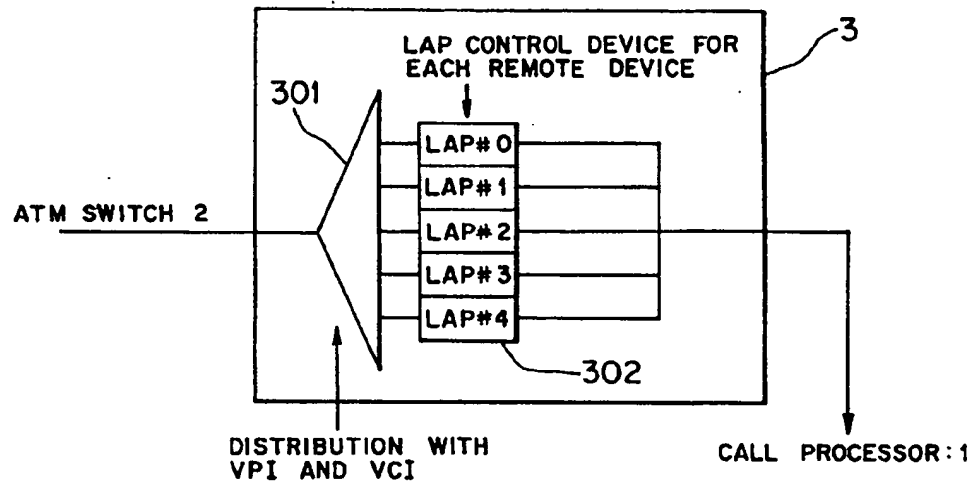 3
LAP CONTROL DEVICE FOR
EACH REMOTE DEVICE
301
LAP#0
LAP#1
ATM SWITCH 2
LAP#2
LAP#3
LAP#4
302
DISTRIBUTION WITH
VPI AND VCI
CALL PROCESSOR:1